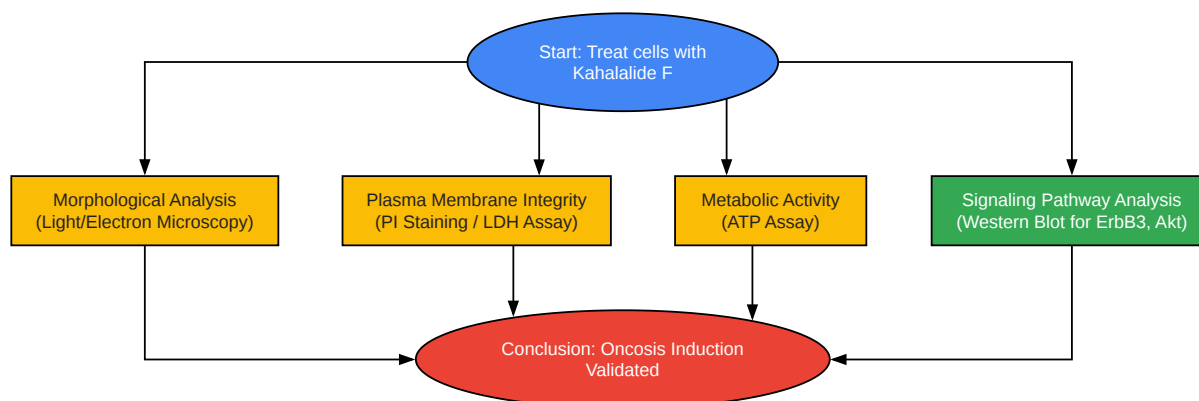 Start: Treat cells with
Kahalalide F
Morphological Analysis
(Light/Electron Microscopy)
Plasma Membrane Integrity
(PI Staining / LDH Assay)
Metabolic Activity
(ATP Assay)
Signaling Pathway Analysis
(Western Blot for ErbB3, Akt)
Conclusion: Oncosis Induction
Validated